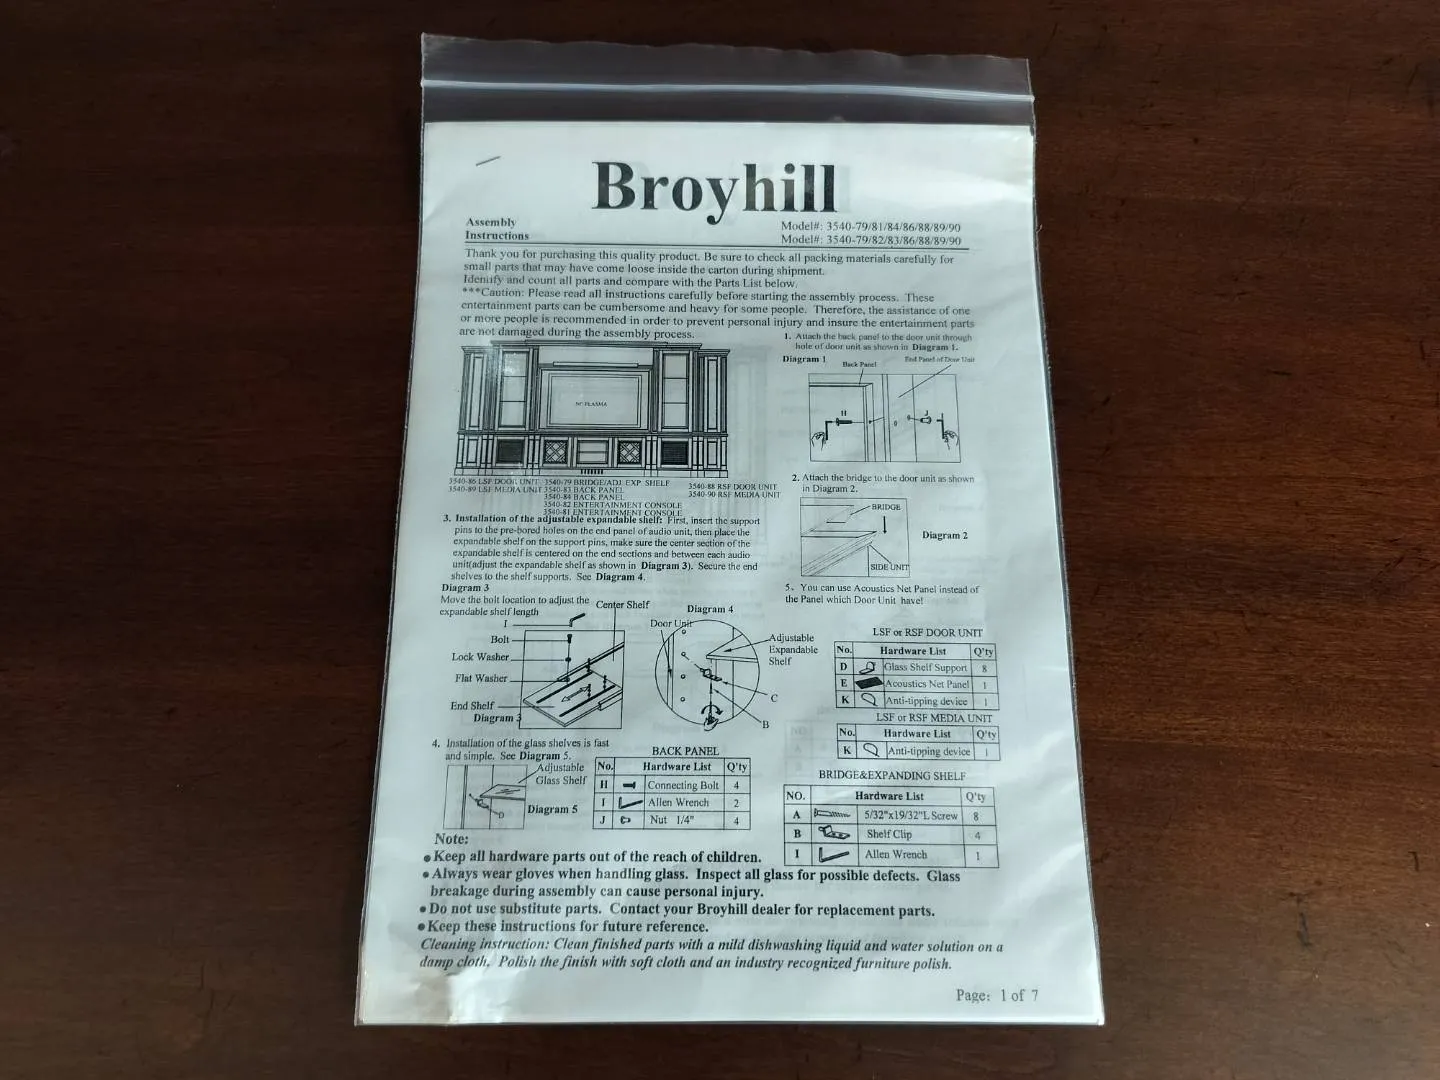 Broyhill
Assembly
Instructions
Model#: 3540-79/81/84/86/88/89/90
Model#: 3540-79/82/83/86/88/89/90
Thank you for purchasing this quality product. Be sure to check all packing materials carefully for
small parts that may have come loose inside the carton during shipment.
Identify and count all parts and compare with the Parts List below.
***Caution: Please read all instructions carefully before starting the assembly process. These
entertainment parts can be cumbersome and heavy for some people. Therefore, the assistance of one
or more people is recommended in order to prevent personal injury and insure the entertainment parts
are not damaged during the assembly process.
1. Attach the back panel to the door unit through
hole of door unit as shown in Diagram 1.
Diagram 1
Back Panel
End Panel of Door Unit
H
J
50" PLASMA
3540-86 LSF DOOR UNIT
3540-89 LSF MEDIA UNIT
3540-79 BRIDGE/ADJ. EXP SHELF
3540-83 BACK PANEL
3540-84 BACK PANEL
3540-82 ENTERTAINMENT CONSOLE
3540-81 ENTERTAINMENT CONSOLE
3540-88 RSF DOOR UNIT
3540-90 RSF MEDIA UNIT
2. Attach the bridge to the door unit as shown
in Diagram 2.
BRIDGE
Diagram 2
SIDE UNIT
3. Installation of the adjustable expandable shelf: First, insert the support
pins to the pre-bored holes on the end panel of audio unit, then place the
expandable shelf on the support pins, make sure the center section of the
expandable shelf is centered on the end sections and between each audio
unit(adjust the expandable shelf as shown in Diagram 3). Secure the end
shelves to the shelf supports. See Diagram 4.
Diagram 3
Move the bolt location to adjust the
expandable shelf length
Center Shelf
I
Bolt
Lock Washer
Flat Washer
End Shelf
Diagram 3
Diagram 4
Door Unit
Adjustable
Expandable
Shelf
C
B
5、You can use Acoustics Net Panel instead of
the Panel which Door Unit have!
LSF or RSF DOOR UNIT
No. Hardware List Q'ty
D Glass Shelf Support 8
E Acoustics Net Panel 1
K Anti-tipping device 1
LSF or RSF MEDIA UNIT
No. Hardware List Q'ty
K Anti-tipping device 1
4. Installation of the glass shelves is fast
and simple. See Diagram 5.
Adjustable
Glass Shelf
D
Diagram 5
BACK PANEL
No. Hardware List Q'ty
H Connecting Bolt 4
I Allen Wrench 2
J Nut 1/4" 4
BRIDGE&EXPANDING SHELF
NO. Hardware List Q'ty
A 5/32"x19/32"L Screw 8
B Shelf Clip 4
I Allen Wrench 1
Note:
● Keep all hardware parts out of the reach of children.
● Always wear gloves when handling glass. Inspect all glass for possible defects. Glass
breakage during assembly can cause personal injury.
● Do not use substitute parts. Contact your Broyhill dealer for replacement parts.
● Keep these instructions for future reference.
Cleaning instruction: Clean finished parts with a mild dishwashing liquid and water solution on a
damp cloth. Polish the finish with soft cloth and an industry recognized furniture polish.
Page: 1 of 7